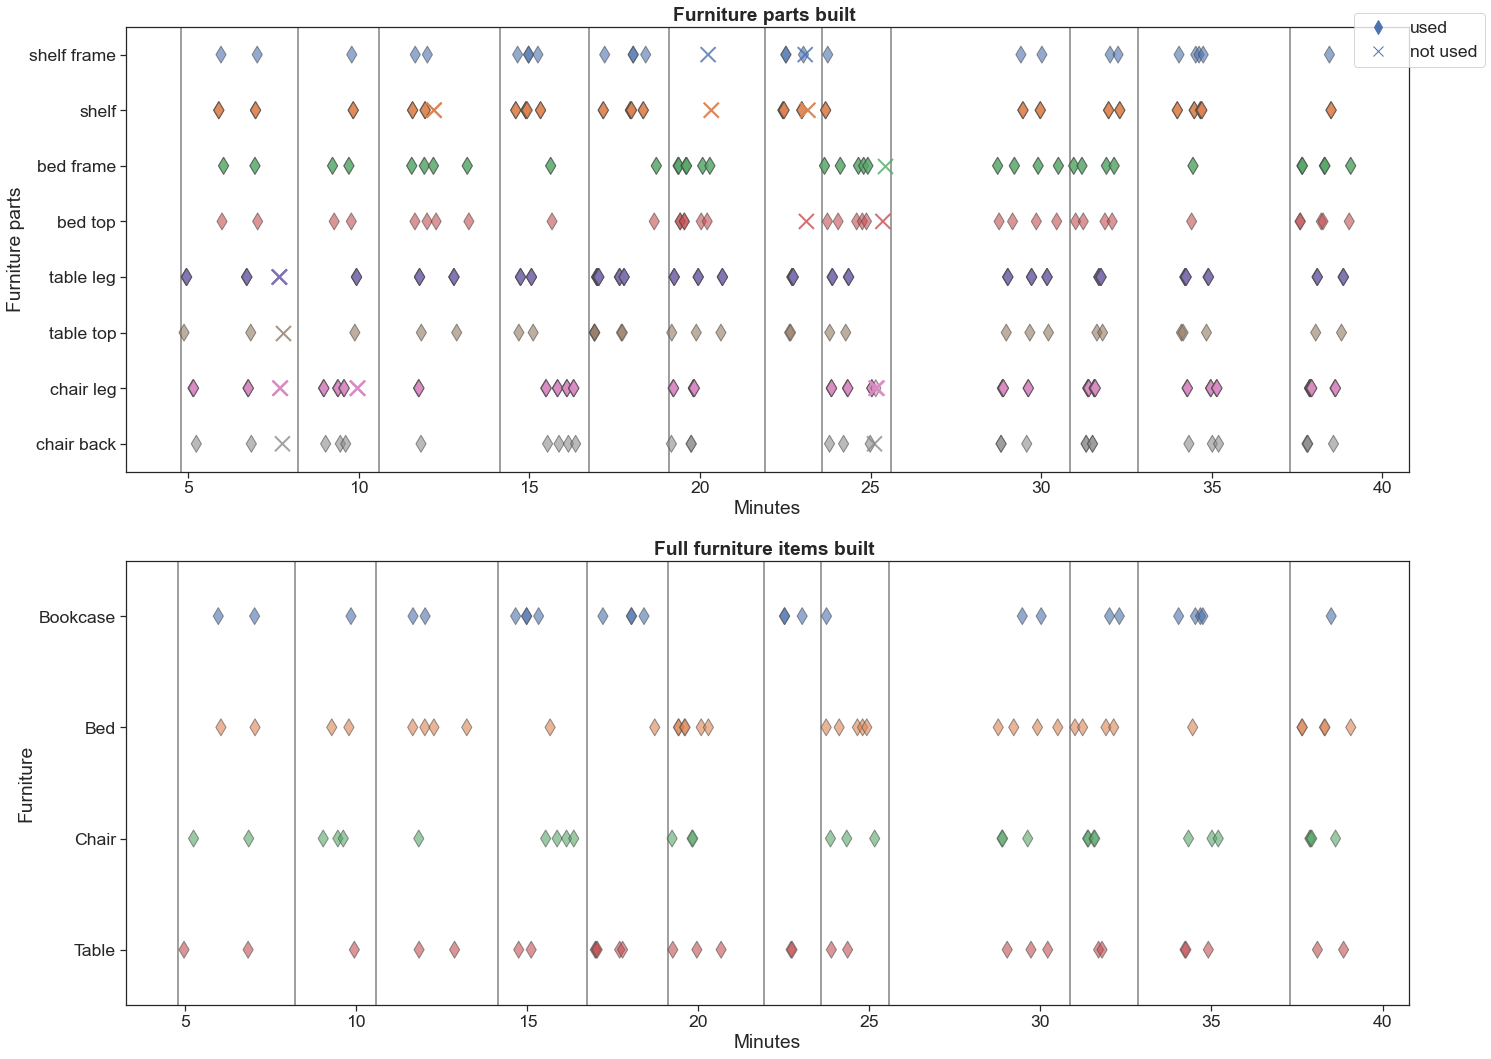 Furniture parts built
used
not used
shelf frame
shelf
bed frame
bed top
table leg
table top
chair leg
chair back
Furniture parts
5 10 15 20 25 30 35 40
Minutes
Full furniture items built
Bookcase
Bed
Chair
Table
Furniture
5 10 15 20 25 30 35 40
Minutes